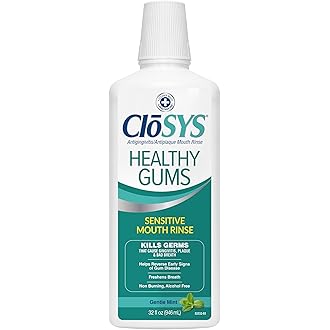 CloSYS®
Antigingivitis/Antiplaque Mouth Rinse
HEALTHY
GUMS
SENSITIVE
MOUTH RINSE
KILLS GERMS
THAT CAUSE GINGIVITIS, PLAQUE
& BAD BREATH
Helps Reverse Early Signs
of Gum Disease
Freshens Breath
Non Burning, Alcohol Free
Gentle Mint
32 fl oz (946mL)